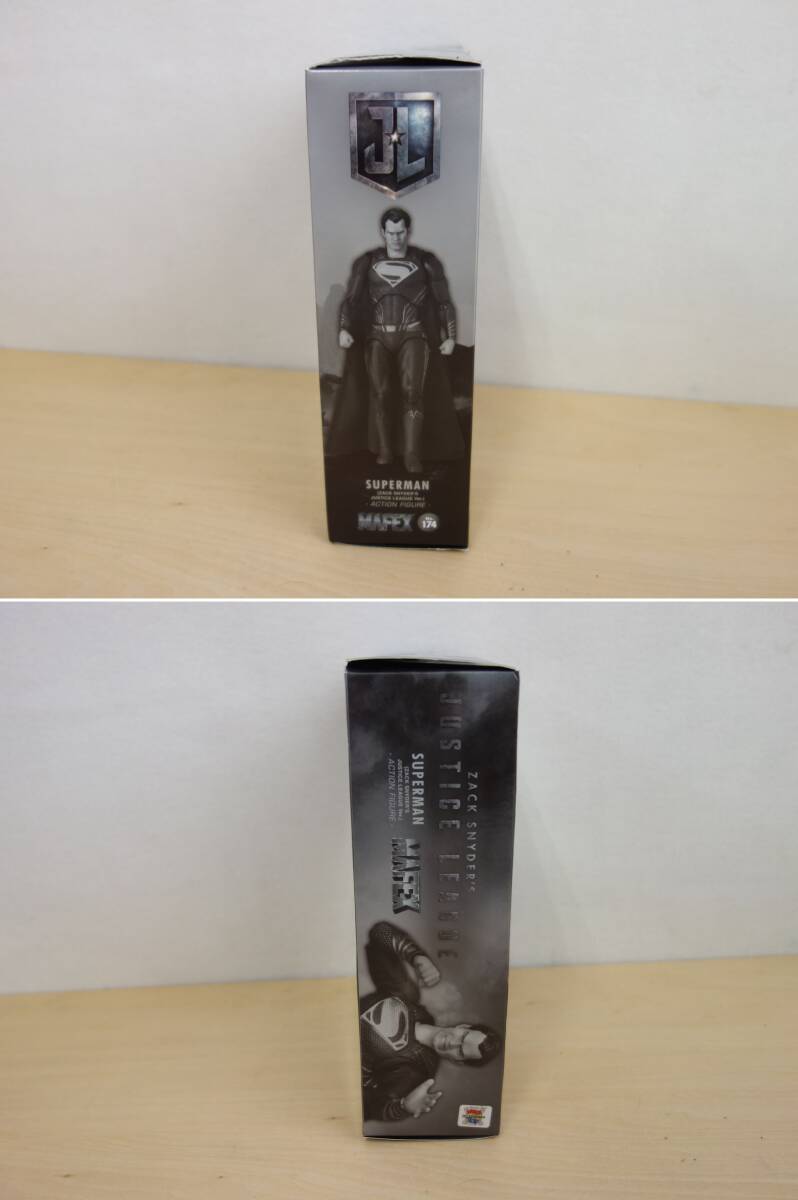 JL
SUPERMAN
(ZACK SNYDER'S
JUSTICE LEAGUE Ver.)
- ACTION FIGURE -
MAFEX No. 174
ZACK SNYDER'S
JUSTICE LEAGUE
SUPERMAN
(ZACK SNYDER'S
JUSTICE LEAGUE Ver.)
- ACTION FIGURE -
MAFEX